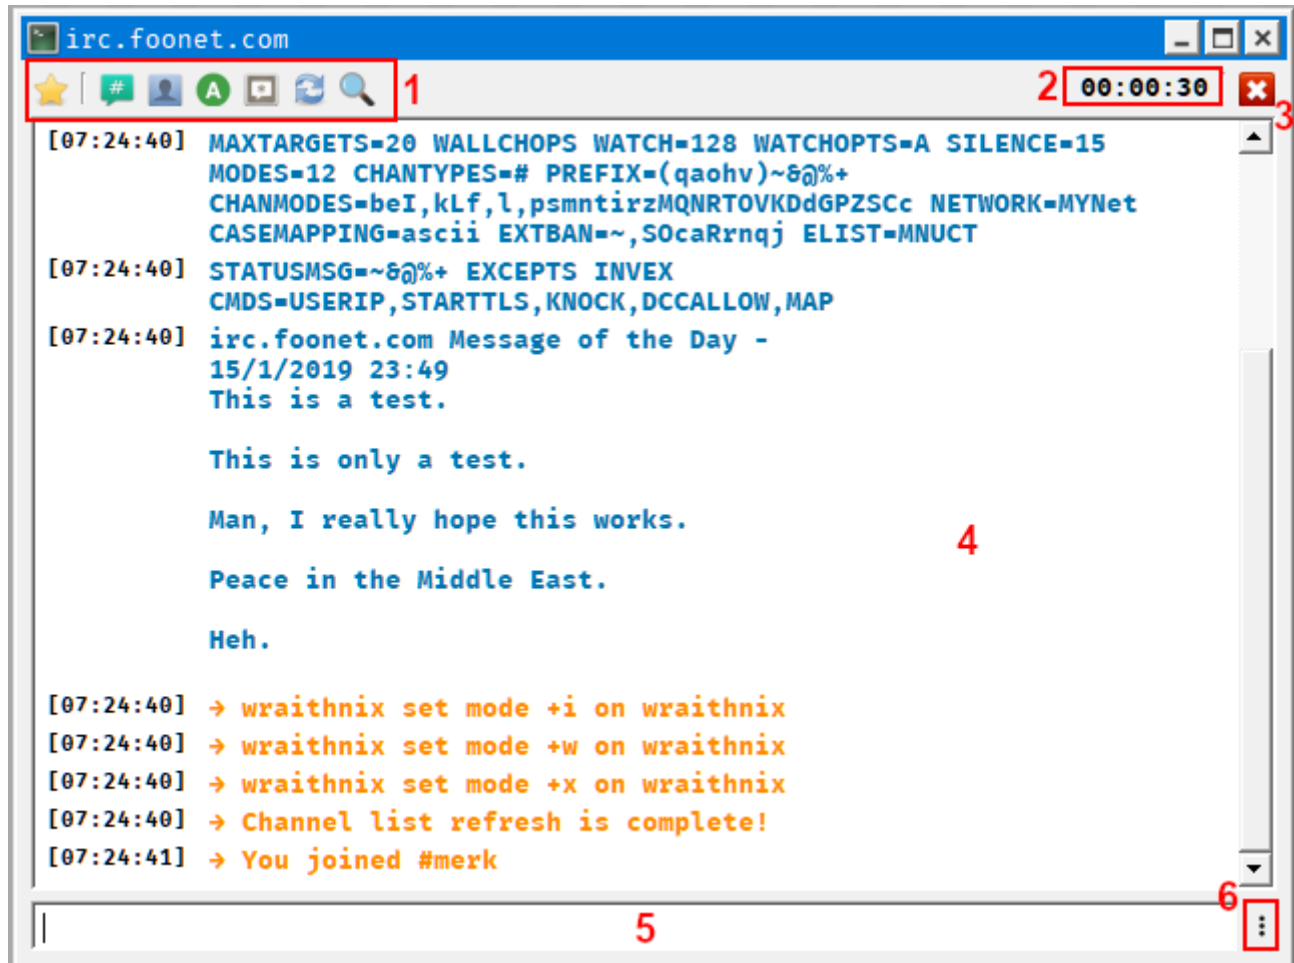 irc.foonet.com
# A * 1 2 00:00:30
3
[07:24:40] MAXTARGETS=20 WALLCHOPS WATCH=128 WATCHOPTS=A SILENCE=15
MODES=12 CHANTYPES=# PREFIX=(qaohv)~&@%+
CHANMODES=beI,kLf,l,psmntirzMQNRTOVKDdGPZSCc NETWORK=MYNet
CASEMAPPING=ascii EXTBAN=~,SOcaRrnqj ELIST=MNUCT
[07:24:40] STATUSMSG=~&@%+ EXCEPTS INVEX
CMDS=USERIP,STARTTLS,KNOCK,DCCALLOW,MAP
[07:24:40] irc.foonet.com Message of the Day -
15/1/2019 23:49
This is a test.
This is only a test.
Man, I really hope this works.
4
Peace in the Middle East.
Heh.
[07:24:40] → wraithnix set mode +i on wraithnix
[07:24:40] → wraithnix set mode +w on wraithnix
[07:24:40] → wraithnix set mode +x on wraithnix
[07:24:40] → Channel list refresh is complete!
[07:24:41] → You joined #merk
6
5